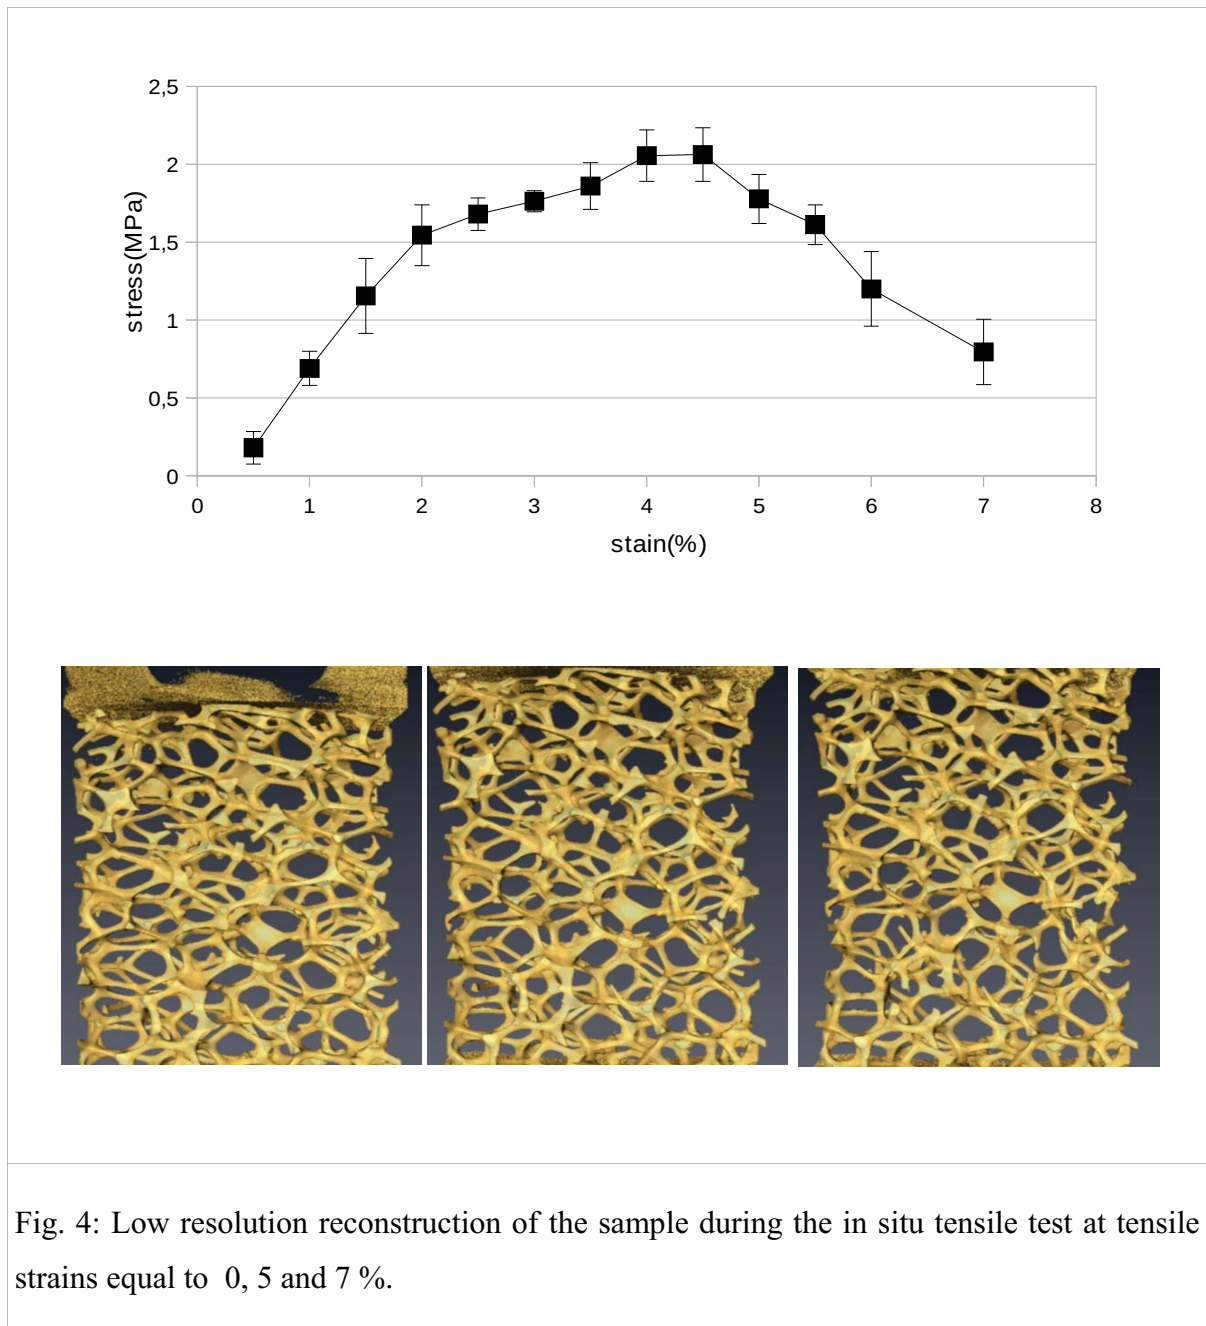 2,5
2
1,5
1
0,5
0
stress(MPa)
0 1 2 3 4 5 6 7 8
stain(%)
Fig. 4: Low resolution reconstruction of the sample during the in situ tensile test at tensile
strains equal to 0, 5 and 7 %.